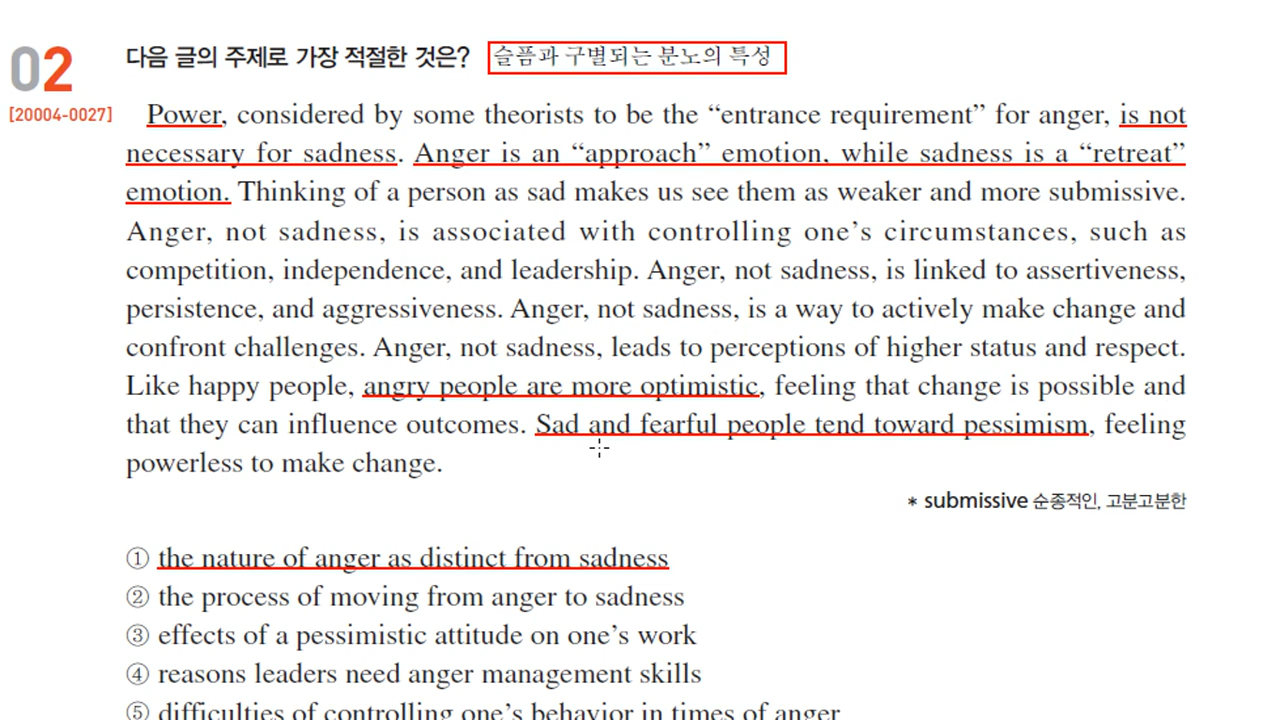 02 다음 글의 주제로 가장 적절한 것은? 슬픔과 구별되는 분노의 특성
[20004-0027]
Power, considered by some theorists to be the “entrance requirement” for anger, is not
necessary for sadness. Anger is an “approach” emotion, while sadness is a “retreat”
emotion. Thinking of a person as sad makes us see them as weaker and more submissive.
Anger, not sadness, is associated with controlling one’s circumstances, such as
competition, independence, and leadership. Anger, not sadness, is linked to assertiveness,
persistence, and aggressiveness. Anger, not sadness, is a way to actively make change and
confront challenges. Anger, not sadness, leads to perceptions of higher status and respect.
Like happy people, angry people are more optimistic, feeling that change is possible and
that they can influence outcomes. Sad and fearful people tend toward pessimism, feeling
powerless to make change.
* submissive 순종적인, 고분고분한
① the nature of anger as distinct from sadness
② the process of moving from anger to sadness
③ effects of a pessimistic attitude on one’s work
④ reasons leaders need anger management skills
⑤ difficulties of controlling one’s behavior in times of anger